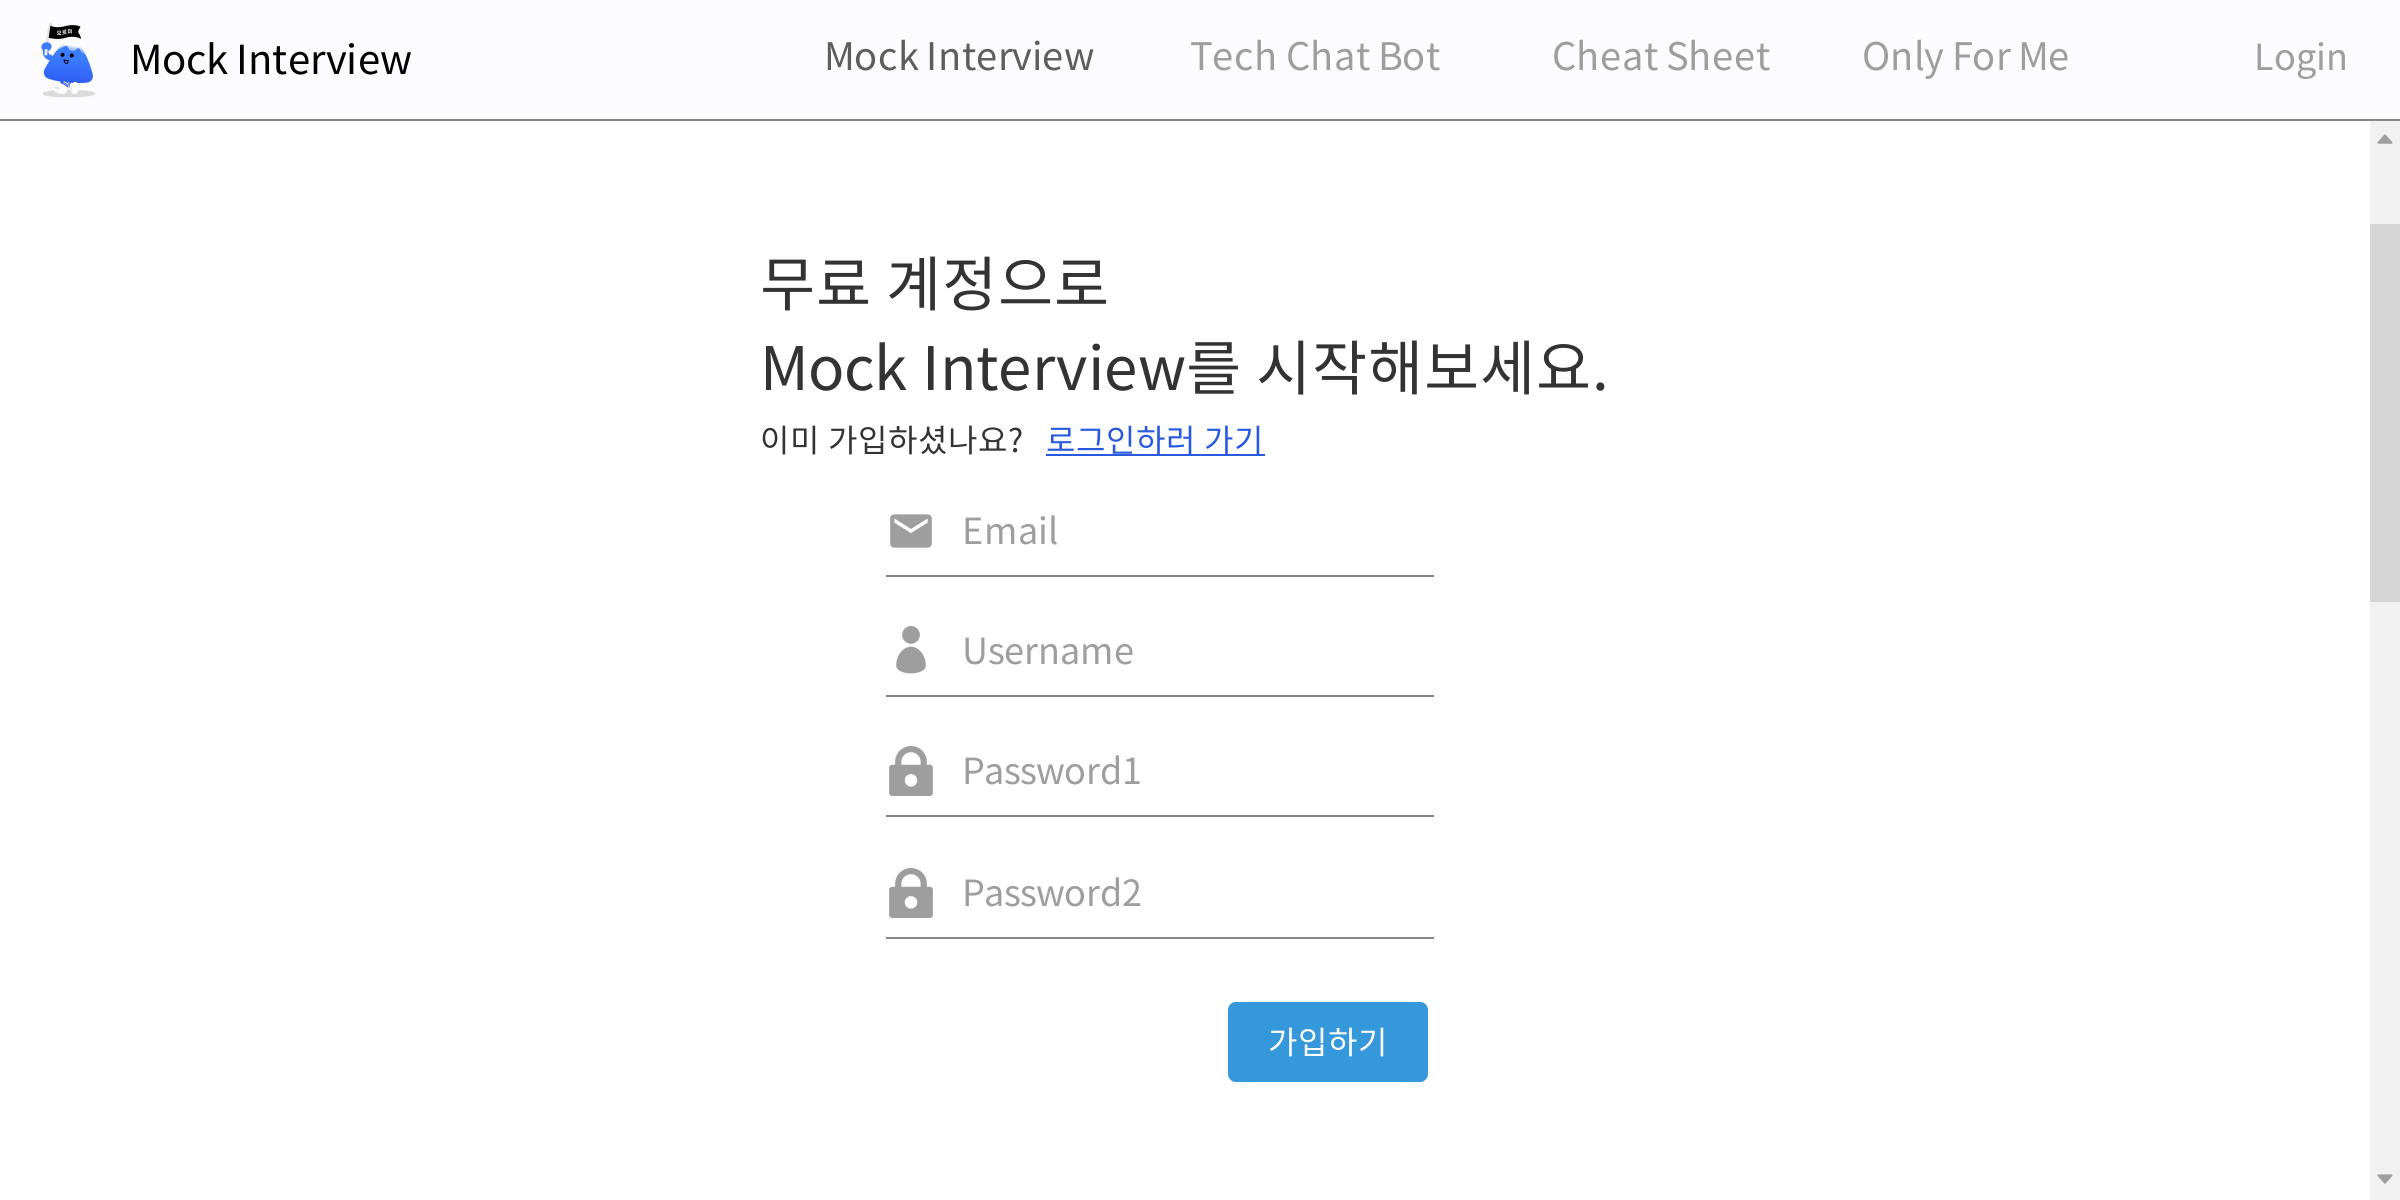 오르미
Mock Interview
Mock Interview
Tech Chat Bot
Cheat Sheet
Only For Me
Login
무료 계정으로
Mock Interview를 시작해보세요.
이미 가입하셨나요? 로그인하러 가기
Email
Username
Password1
Password2
가입하기